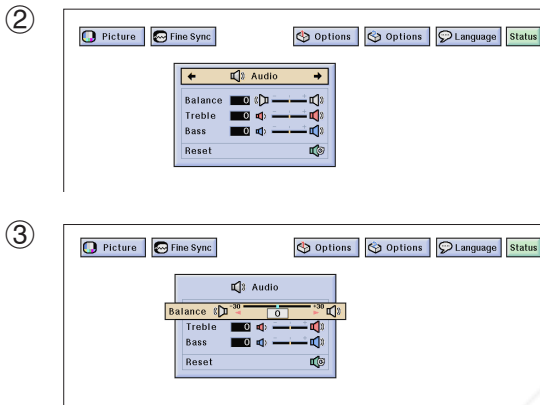 ②
Picture Fine Sync Options Options Language Status
Audio
Balance 0 - +
Treble 0 - +
Bass 0 - +
Reset
③
Picture Fine Sync Options Options Language Status
Audio
Balance -30 0 +30
Treble 0 - +
Bass 0 - +
Reset